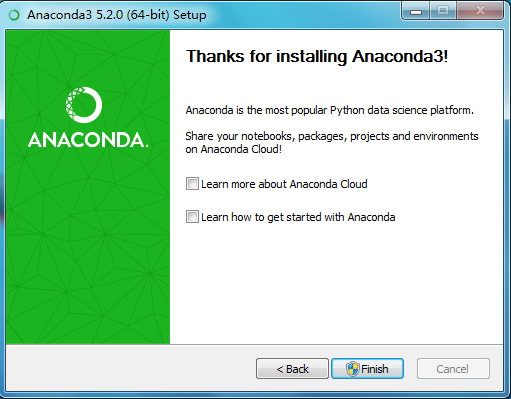 Anaconda3 5.2.0 (64-bit) Setup
Thanks for installing Anaconda3!
ANACONDA.
Anaconda is the most popular Python data science platform.
Share your notebooks, packages, projects and environments
on Anaconda Cloud!
Learn more about Anaconda Cloud
Learn how to get started with Anaconda
< Back
Finish
Cancel